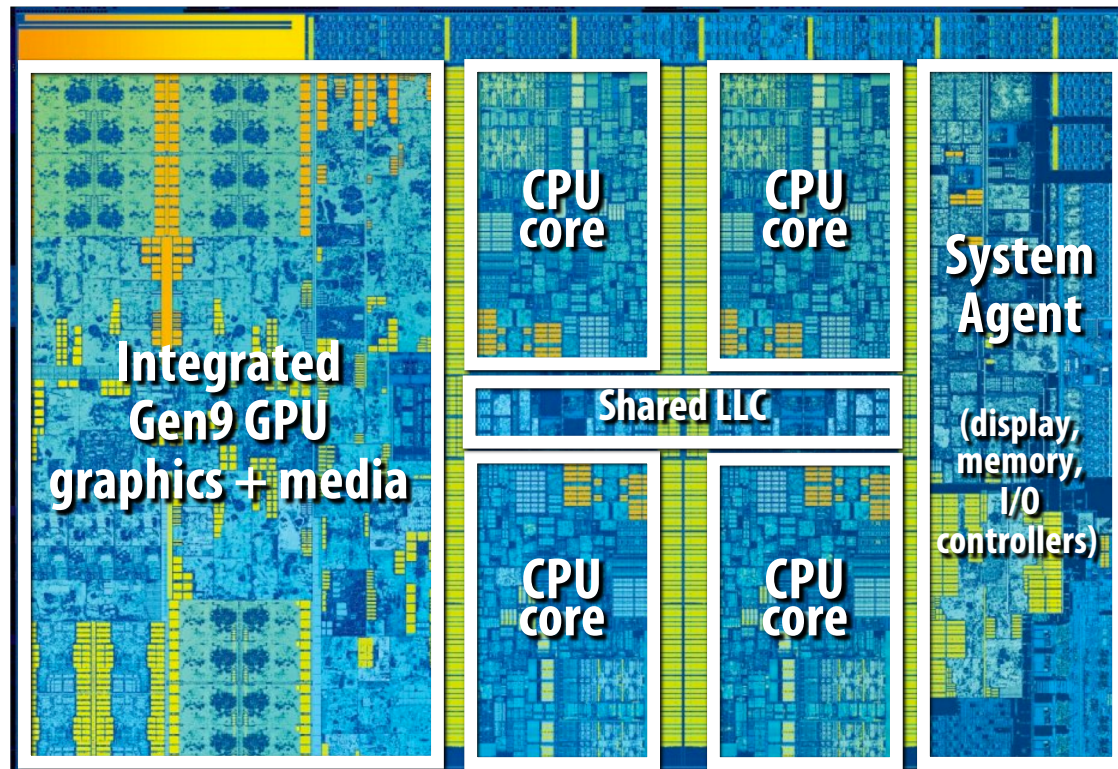 Integrated
Gen9 GPU
graphics + media
CPU
core
CPU
core
Shared LLC
CPU
core
CPU
core
System
Agent
(display,
memory,
I/O
controllers)